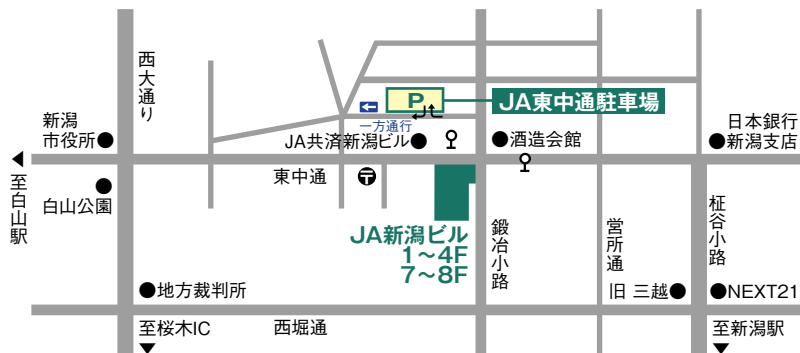 西大通り
新潟
市役所
至白山駅
白山公園
P
JA東中通駐車場
一方通行
JA共済新潟ビル
酒造会館
日本銀行
新潟支店
東中通
JA新潟ビル
1〜4F
7〜8F
鍛冶小路
営所通
柾谷小路
地方裁判所
旧 三越
NEXT21
至桜木IC
西堀通
至新潟駅